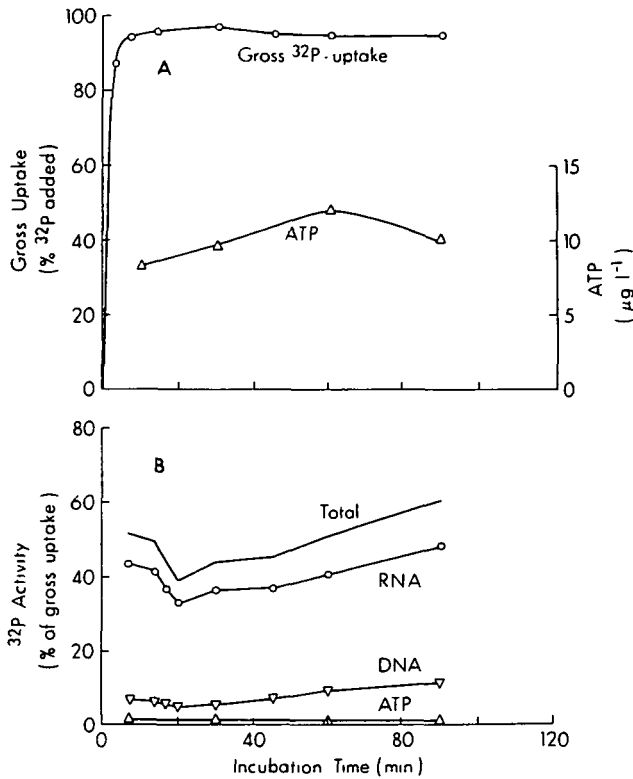 100
80
60
40
20
0
Gross Uptake
(% ³²P added)
A
Gross ³²P-uptake
ATP
15
10
5
0
ATP
(µg l⁻¹)
80
60
40
20
0
³²P Activity
(% of gross uptake)
B
Total
RNA
DNA
ATP
0
40
80
120
Incubation Time (min)